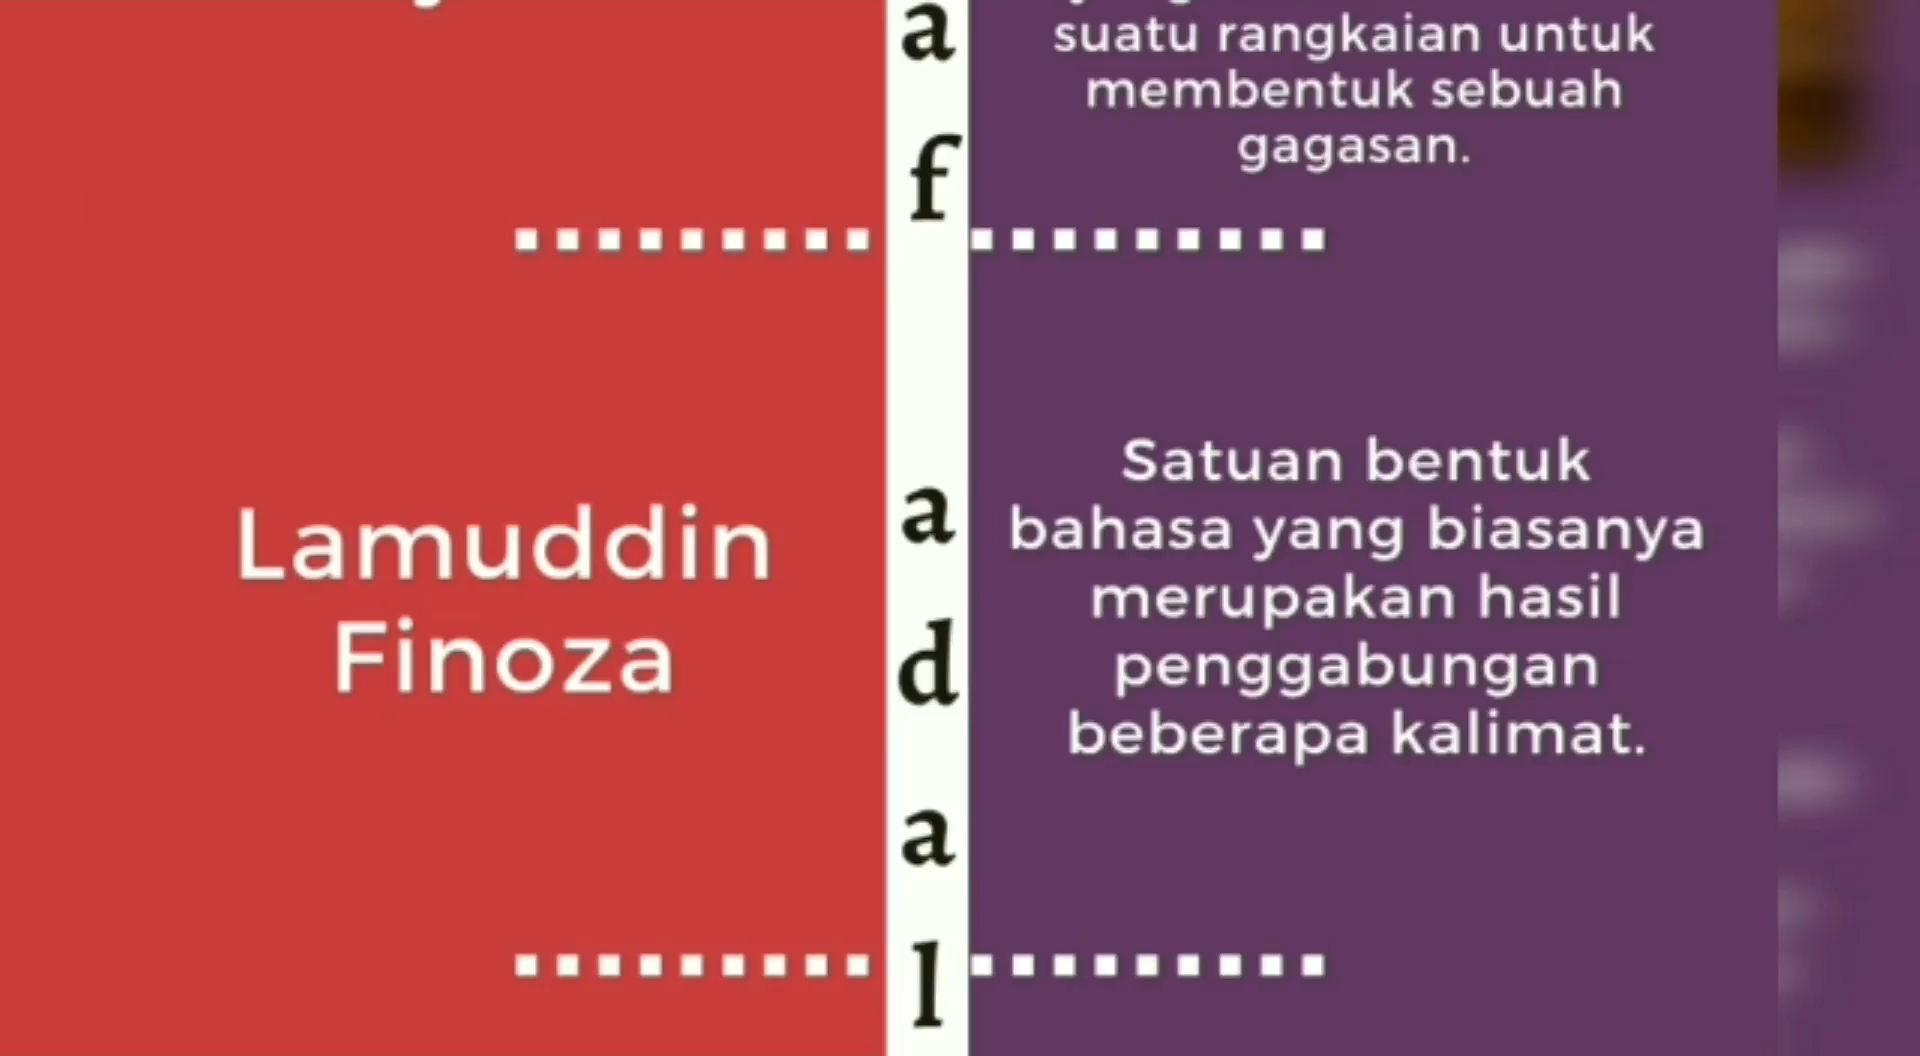 suatu rangkaian untuk
membentuk sebuah
gagasan.
Lamuddin
Finoza
a
f
a
d
a
l
Satuan bentuk
bahasa yang biasanya
merupakan hasil
penggabungan
beberapa kalimat.